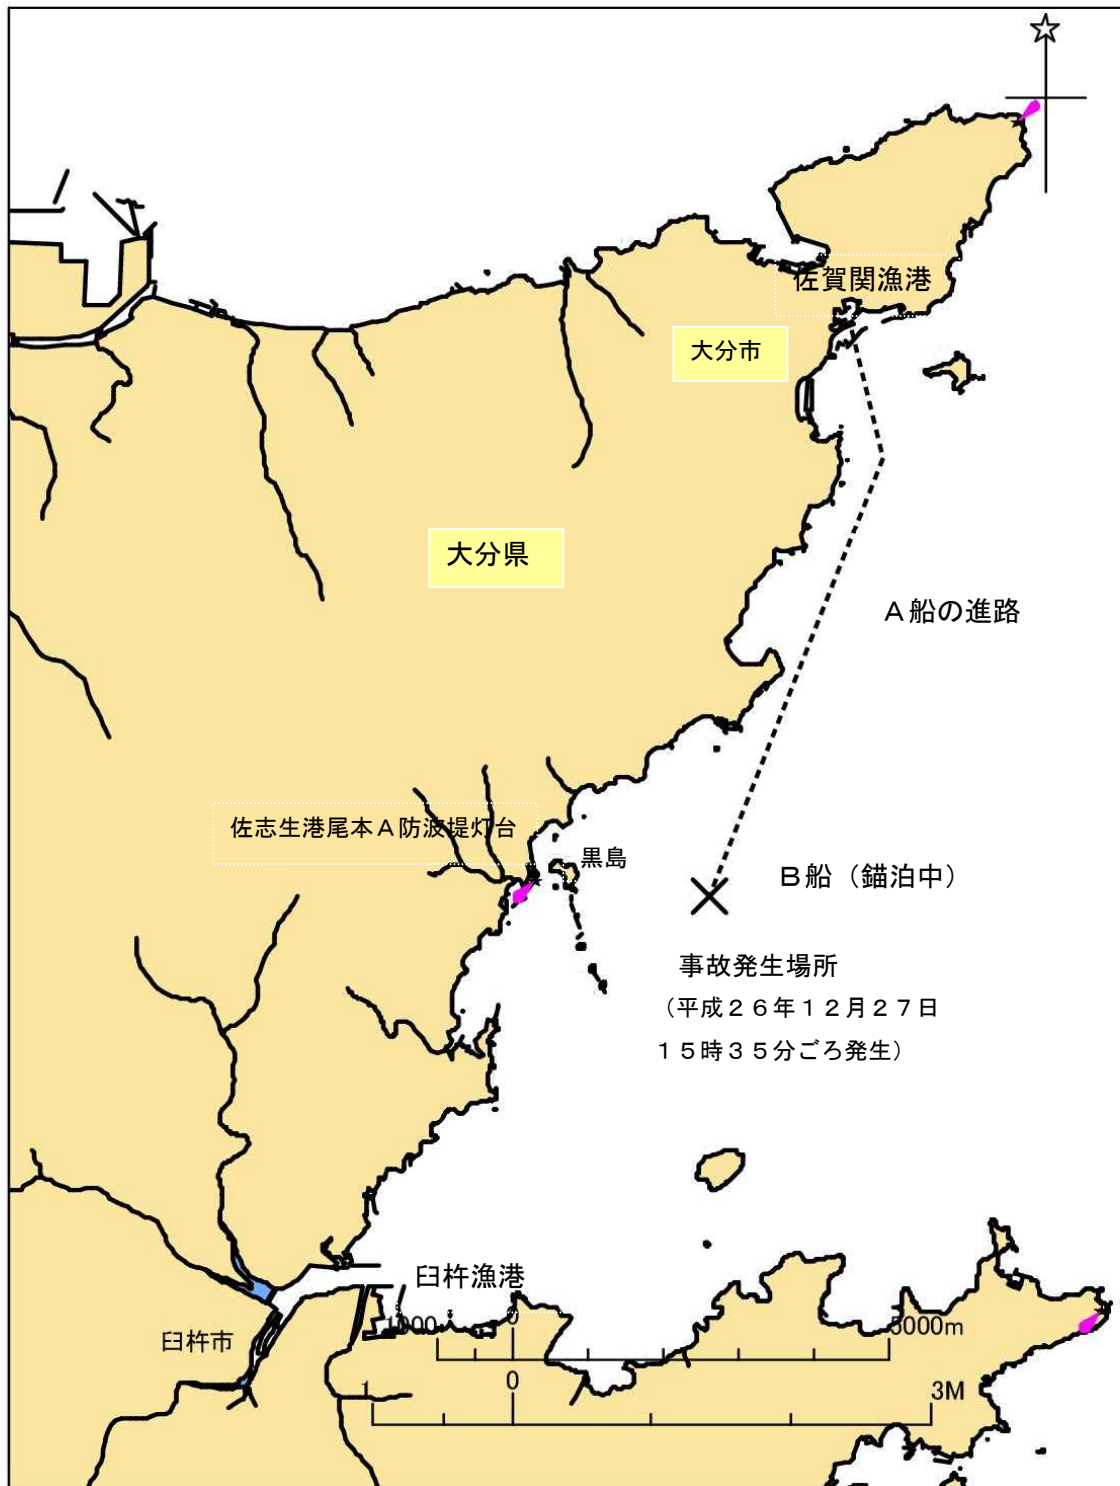 佐賀関漁港
大分市
大分県
Ａ船の進路
佐志生港尾本Ａ防波堤灯台
黒島
Ｂ船（錨泊中）
事故発生場所
（平成２６年１２月２７日
１５時３５分ごろ発生）
臼杵漁港
臼杵市
1000
0
5000m
1
0
3M